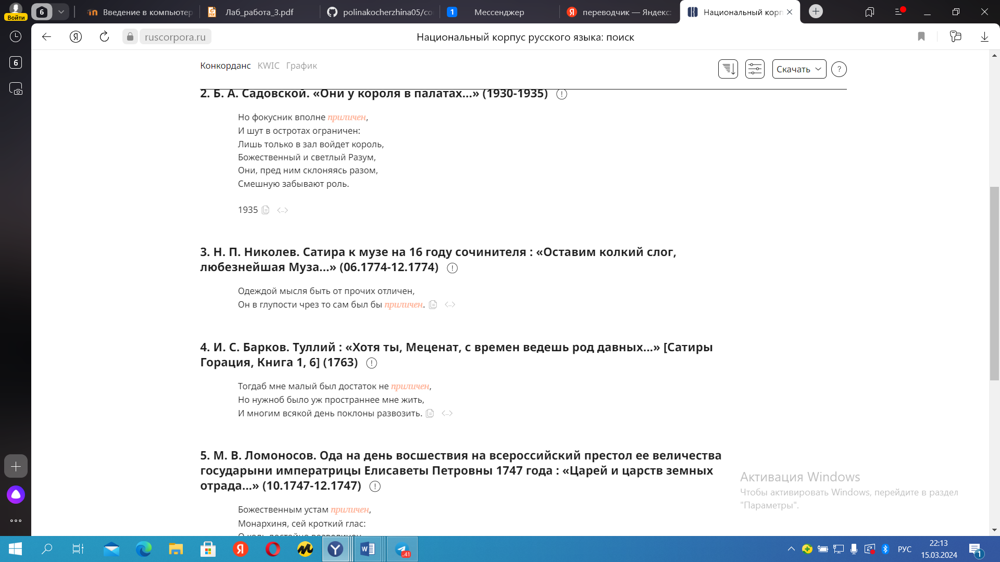 Войти
6
Введение в компьютер
Лаб_работа_3.pdf
polinakocherzhina05/co
1
Мессенджер
переводчик — Яндекс:
Национальный корп
6
ruscorpora.ru
Национальный корпус русского языка: поиск
Конкорданс KWIC График
Скачать
?
2. Б. А. Садовской. «Они у короля в палатах...» (1930-1935)
Но фокусник вполне приличен,
И шут в остротах ограничен:
Лишь только в зал войдет король,
Божественный и светлый Разум,
Они, пред ним склоняясь разом,
Смешную забывают роль.
1935
3. Н. П. Николев. Сатира к музе на 16 году сочинителя : «Оставим колкий слог,
любезнейшая Муза...» (06.1774-12.1774)
Одеждой мысля быть от прочих отличен,
Он в глупости чрез то сам был бы приличен.
4. И. С. Барков. Туллий : «Хотя ты, Меценат, с времен ведешь род давных...» [Сатиры
Горация, Книга 1, 6] (1763)
Тогдаб мне малый был достаток не приличен,
Но нужноб было уж пространнее мне жить,
И многим всякой день поклоны развозить.
5. М. В. Ломоносов. Ода на день восшествия на всероссийский престол ее величества
государыни императрицы Елисаветы Петровны 1747 года : «Царей и царств земных
отрада...» (10.1747-12.1747)
Божественным устам приличен,
Монархиня, сей кроткий глас:
О коль достойно возвеличен
Активация Windows
Чтобы активировать Windows, перейдите в раздел
"Параметры".
..41
РУС
22:13
15.03.2024
1